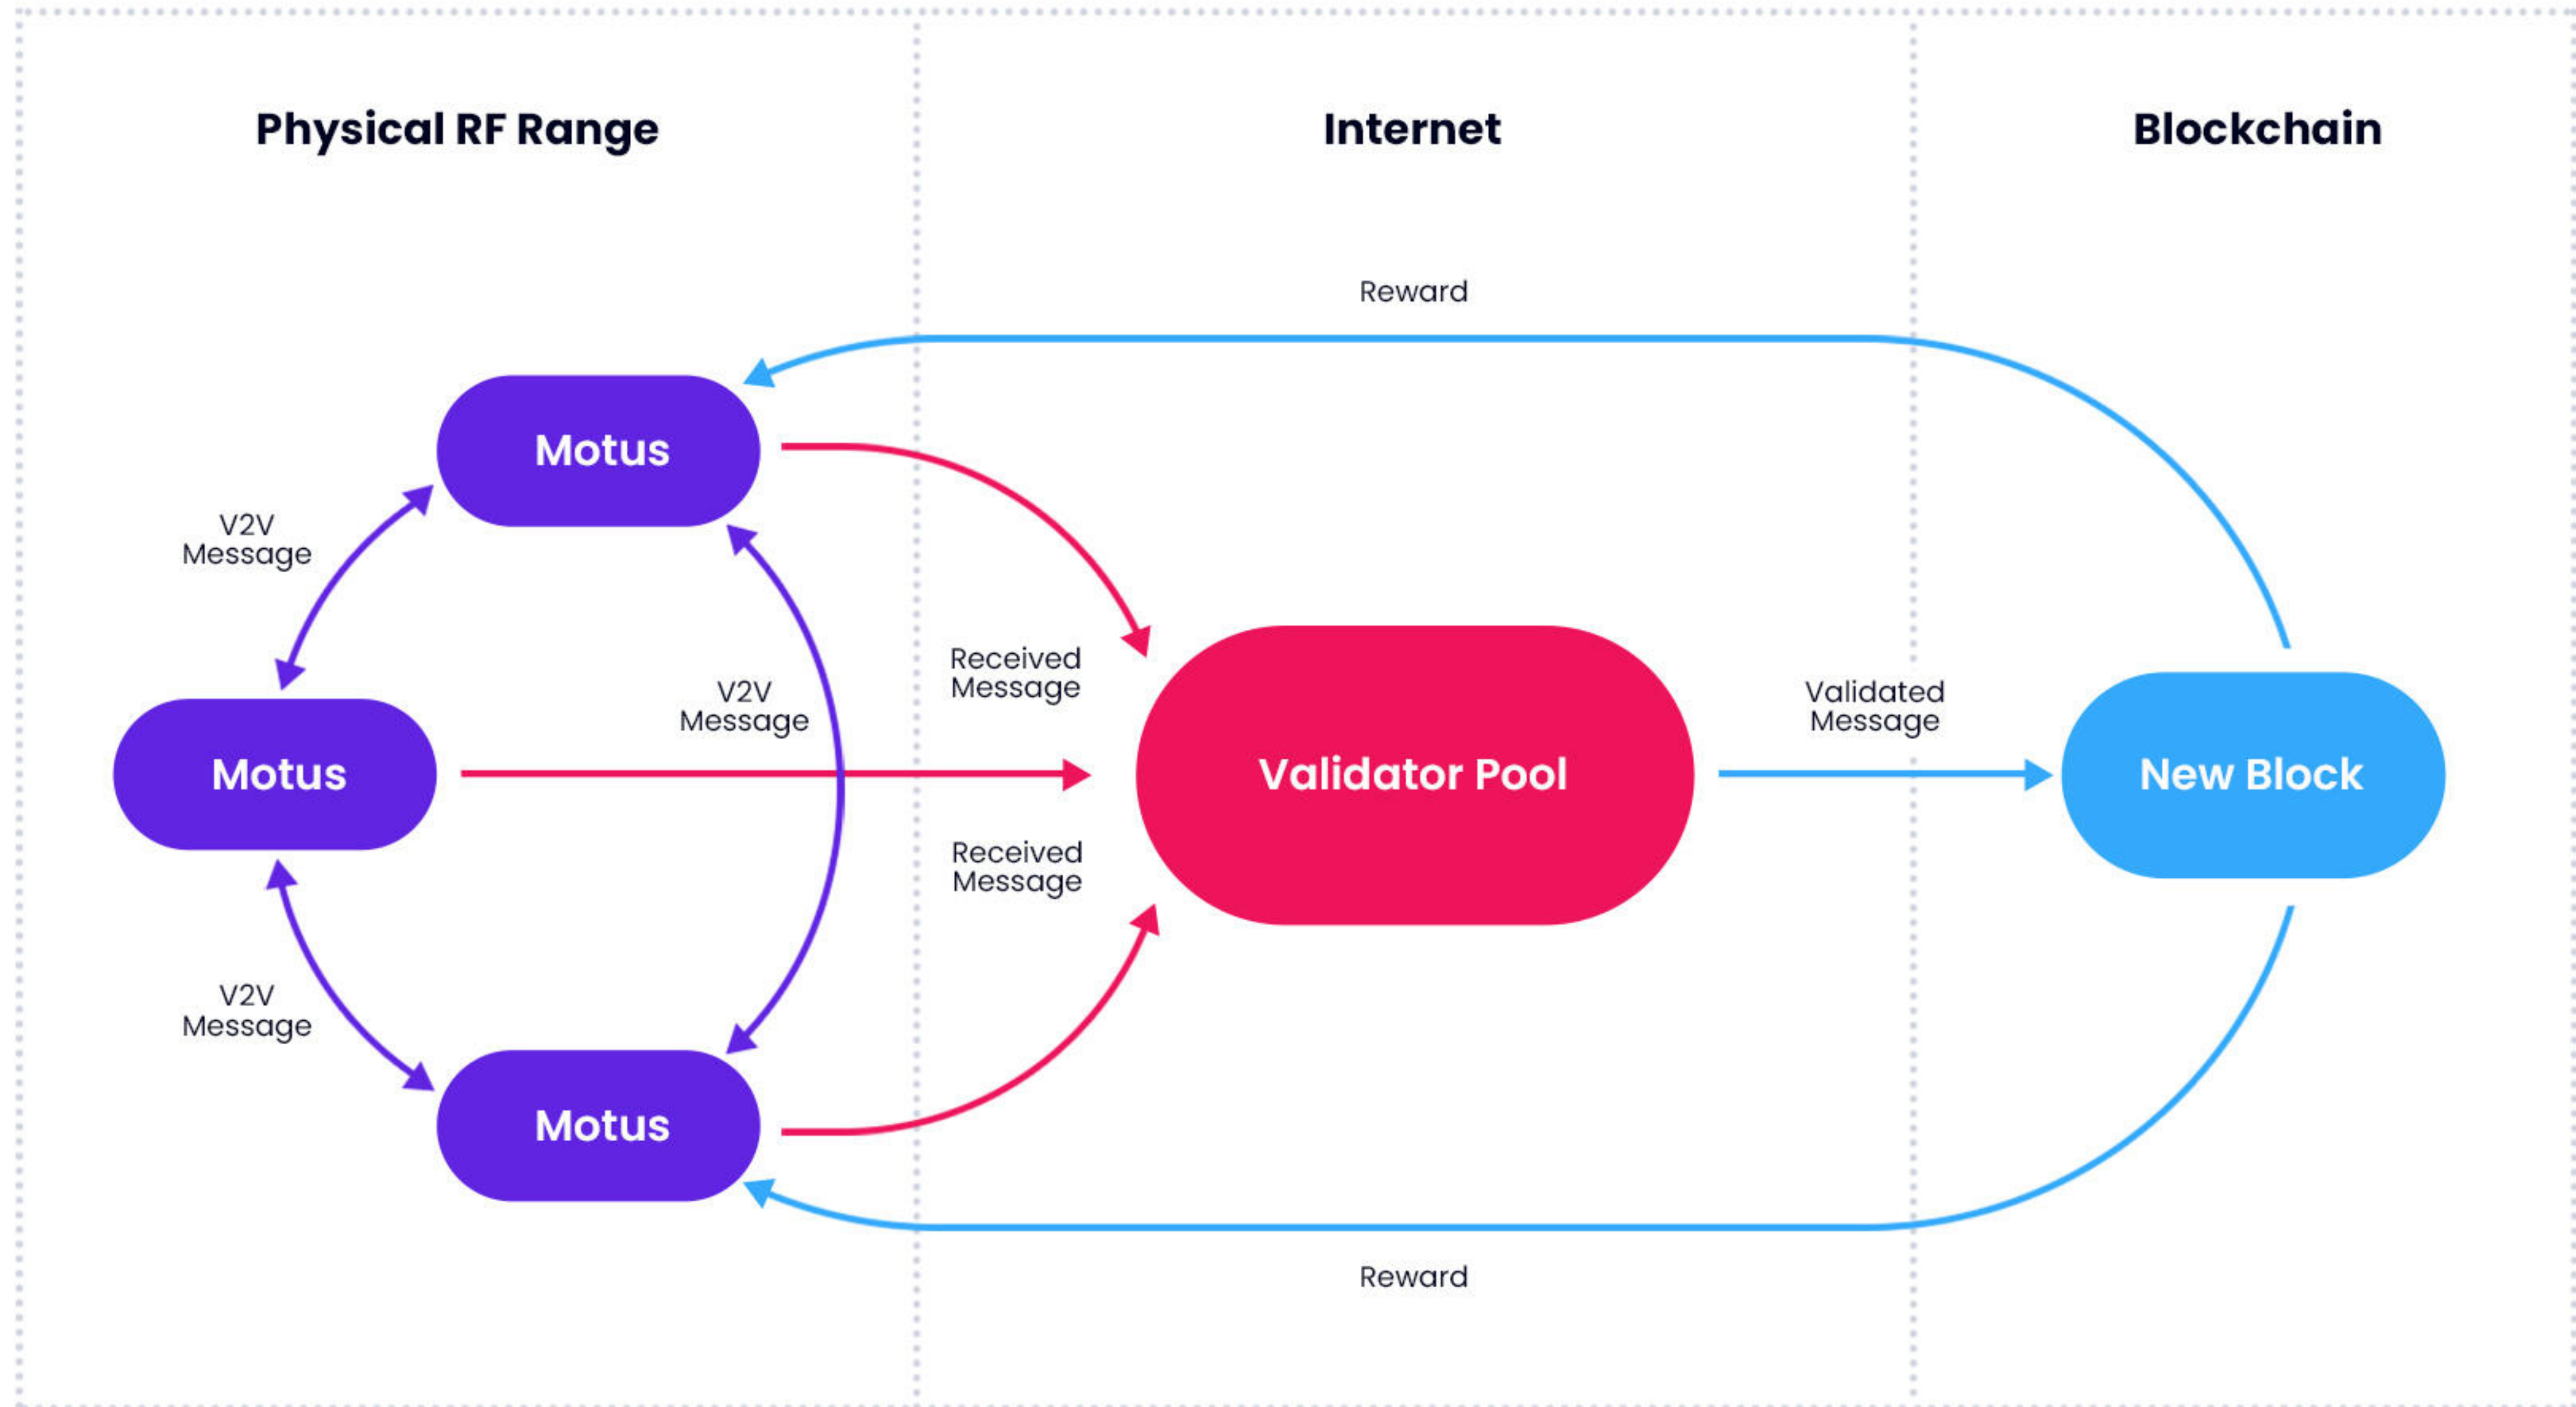 Physical RF Range
Internet
Blockchain
Reward
Motus
V2V
Message
Received
Message
V2V
Message
Validated
Message
Motus
Validator Pool
New Block
Received
Message
V2V
Message
Motus
Reward